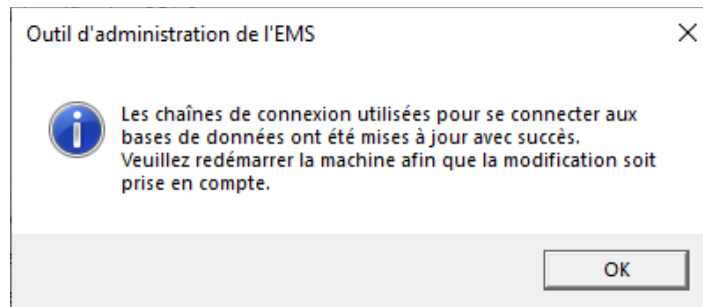 Outil d'administration de l'EMS
Les chaînes de connexion utilisées pour se connecter aux
bases de données ont été mises à jour avec succès.
Veuillez redémarrer la machine afin que la modification soit
prise en compte.
OK